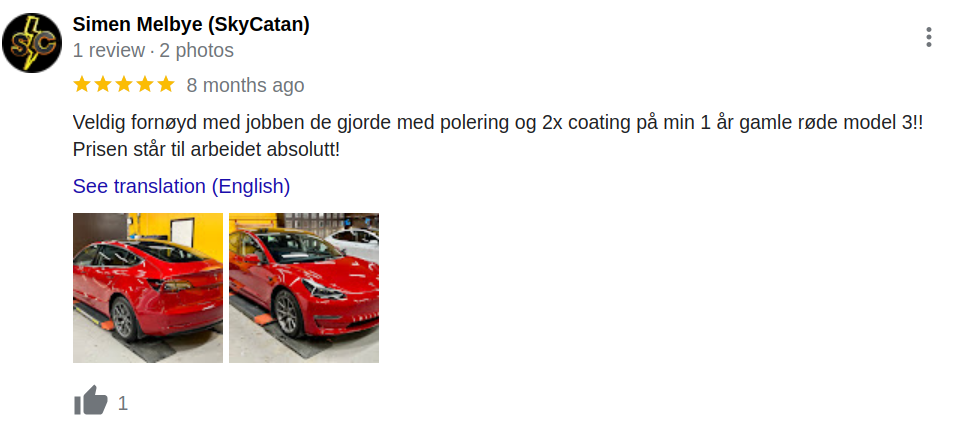 SC
Simen Melbye (SkyCatan)
1 review · 2 photos
8 months ago
Veldig fornøyd med jobben de gjorde med polering og 2x coating på min 1 år gamle røde model 3!!
Prisen står til arbeidet absolutt!
See translation (English)
1